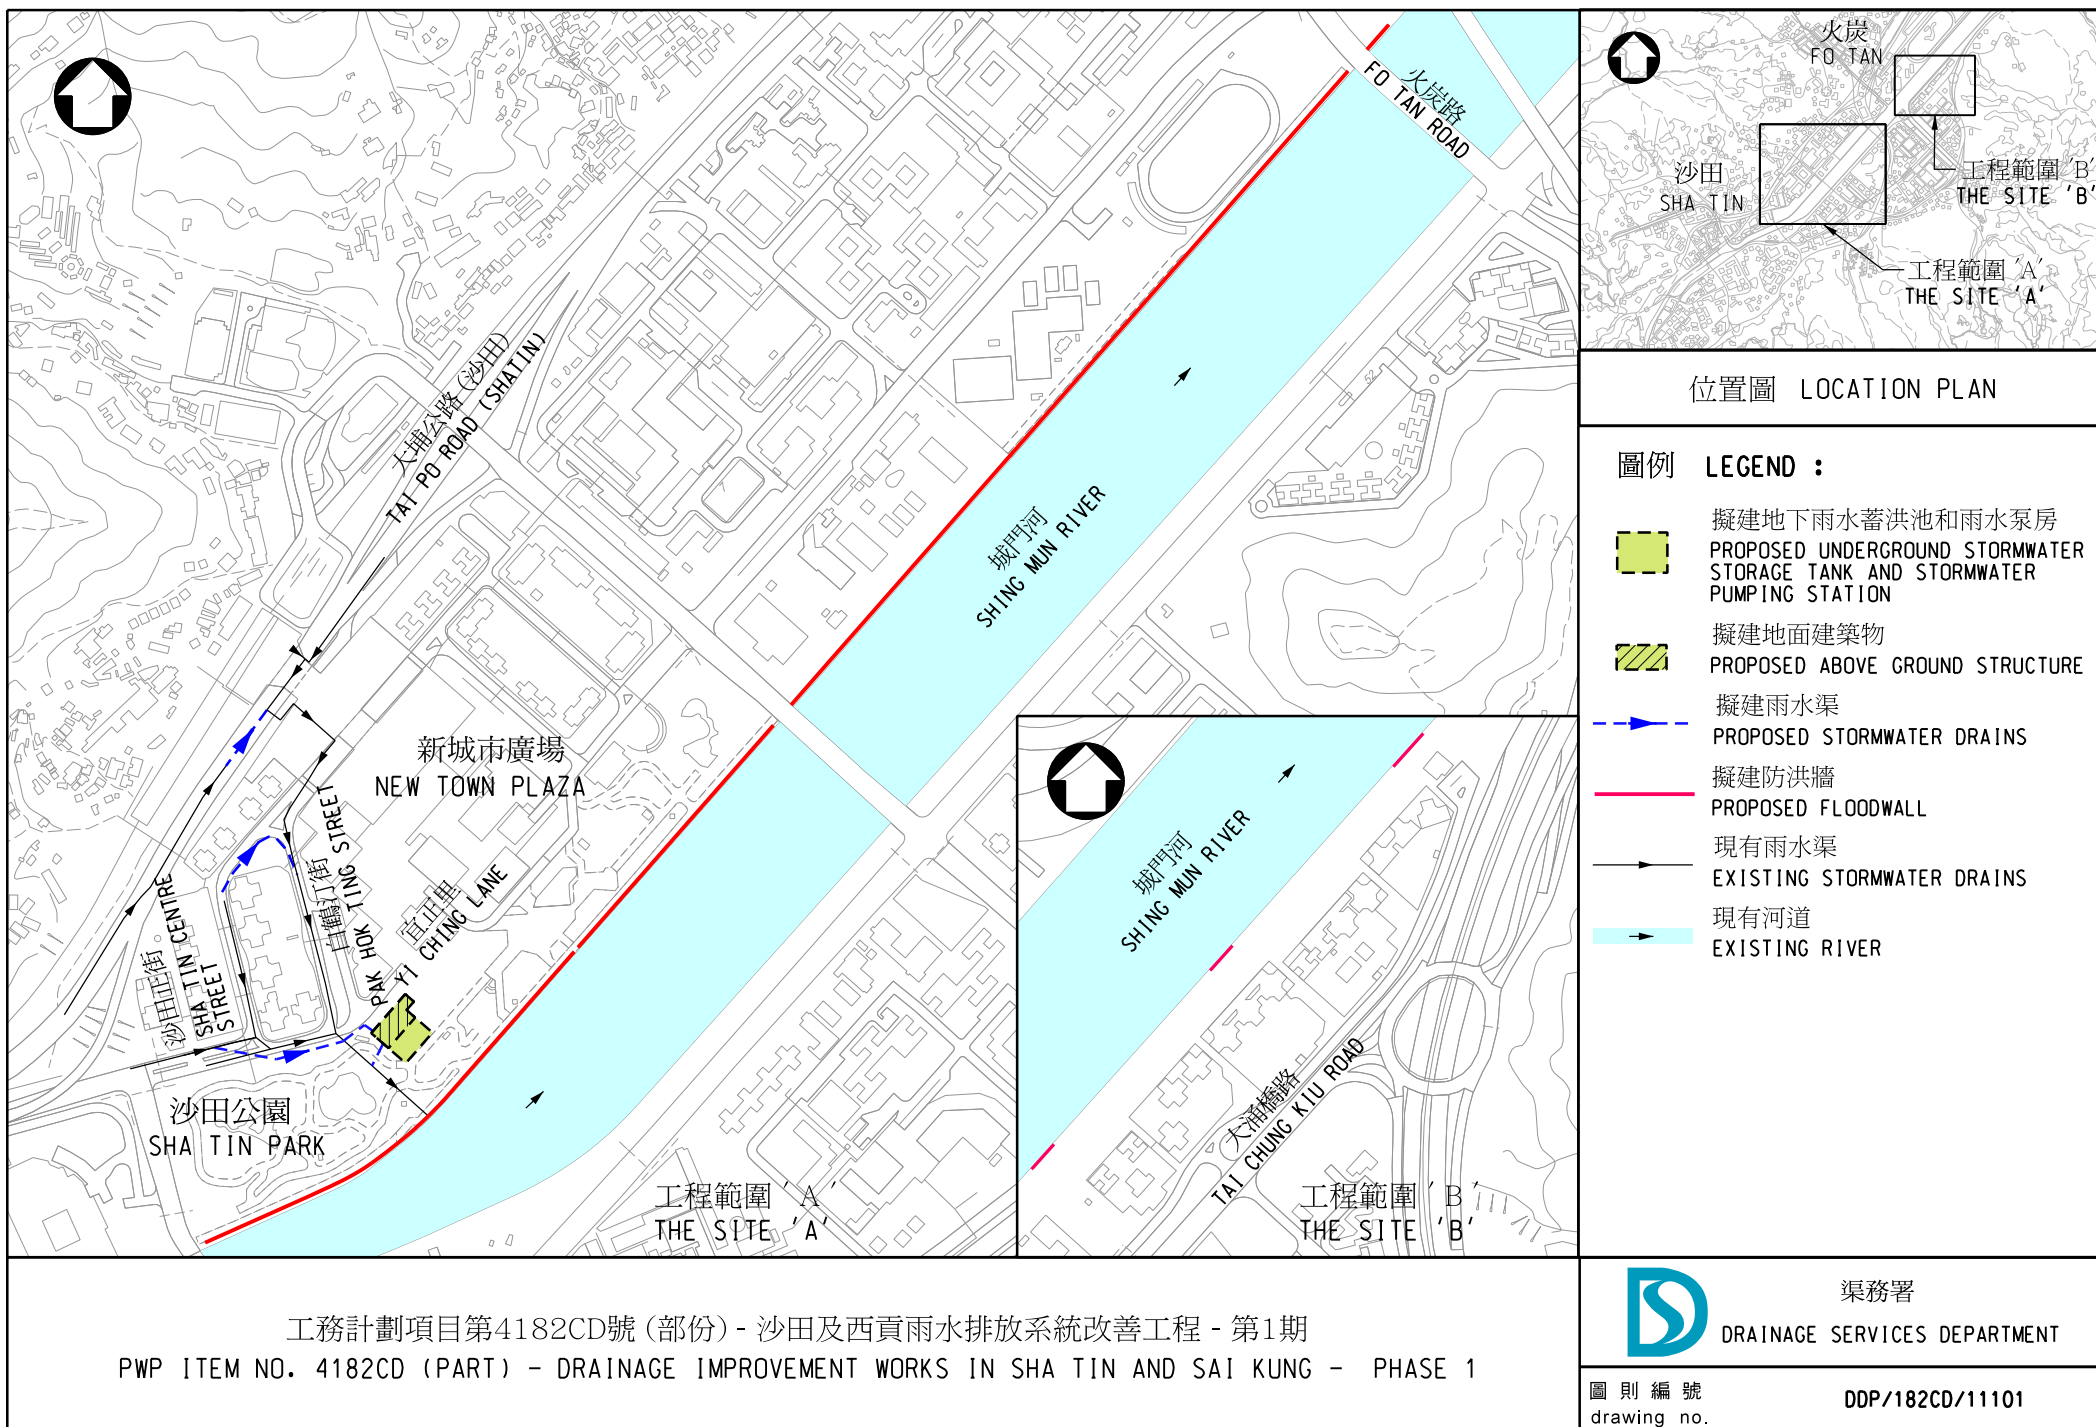 火炭路
FO TAN ROAD
大埔公路(沙田)
TAI PO ROAD (SHATIN)
城門河
SHING MUN RIVER
新城市廣場
NEW TOWN PLAZA
白鶴汀街
PAK HOK TING STREET
宜正里
YI CHING LANE
沙田正街
SHA TIN CENTRE
STREET
沙田公園
SHA TIN PARK
52
工程範圍 'A'
THE SITE 'A'
城門河
SHING MUN RIVER
大涌橋路
TAI CHUNG KIU ROAD
工程範圍 'B'
THE SITE 'B'
火炭
FO TAN
沙田
SHA TIN
工程範圍 'B'
THE SITE 'B'
工程範圍 'A'
THE SITE 'A'
位置圖 LOCATION PLAN
圖例 LEGEND :
擬建地下雨水蓄洪池和雨水泵房
PROPOSED UNDERGROUND STORMWATER
STORAGE TANK AND STORMWATER
PUMPING STATION
擬建地面建築物
PROPOSED ABOVE GROUND STRUCTURE
擬建雨水渠
PROPOSED STORMWATER DRAINS
擬建防洪牆
PROPOSED FLOODWALL
現有雨水渠
EXISTING STORMWATER DRAINS
現有河道
EXISTING RIVER
工務計劃項目第4182CD號 (部份) - 沙田及西貢雨水排放系統改善工程 - 第1期
PWP ITEM NO. 4182CD (PART) - DRAINAGE IMPROVEMENT WORKS IN SHA TIN AND SAI KUNG - PHASE 1
渠務署
DRAINAGE SERVICES DEPARTMENT
圖則編號
drawing no.
DDP/182CD/11101